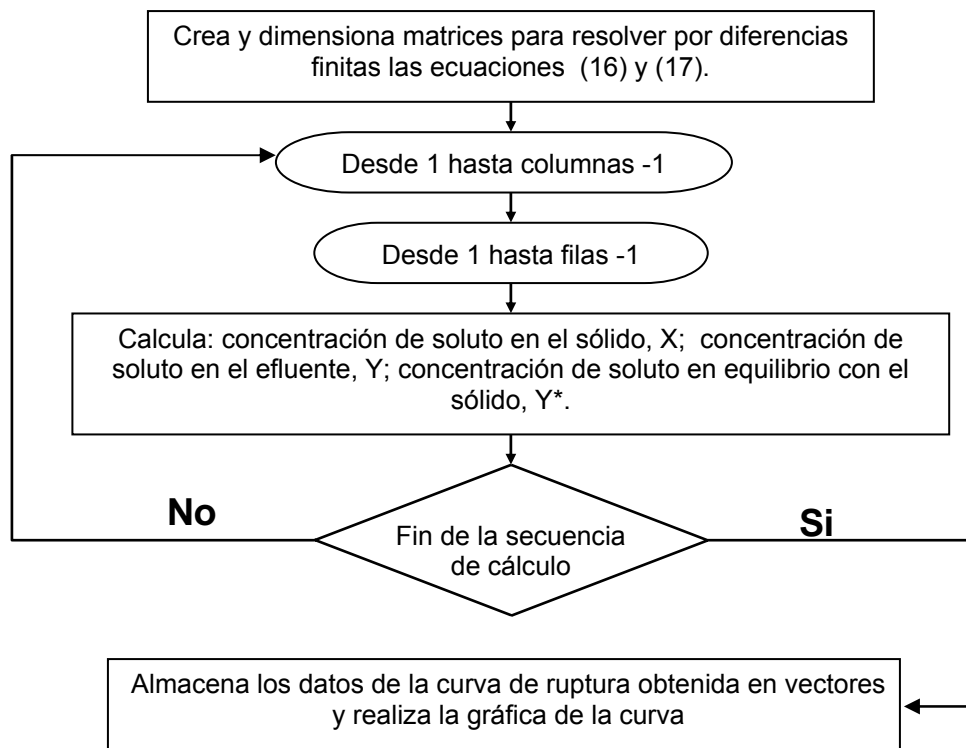 Crea y dimensiona matrices para resolver por diferencias
finitas las ecuaciones (16) y (17).
Desde 1 hasta columnas -1
Desde 1 hasta filas -1
Calcula: concentración de soluto en el sólido, X; concentración de
soluto en el efluente, Y; concentración de soluto en equilibrio con el
sólido, Y*.
No
Si
Fin de la secuencia
de cálculo
Almacena los datos de la curva de ruptura obtenida en vectores
y realiza la gráfica de la curva